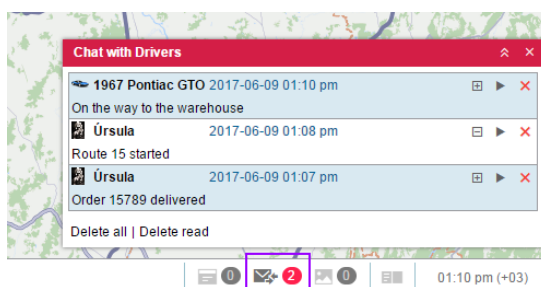 Chat with Drivers
1967 Pontiac GTO 2017-06-09 01:10 pm
On the way to the warehouse
Úrsula 2017-06-09 01:08 pm
Route 15 started
Úrsula 2017-06-09 01:07 pm
Order 15789 delivered
Delete all | Delete read
0 2 0 01:10 pm (+03)